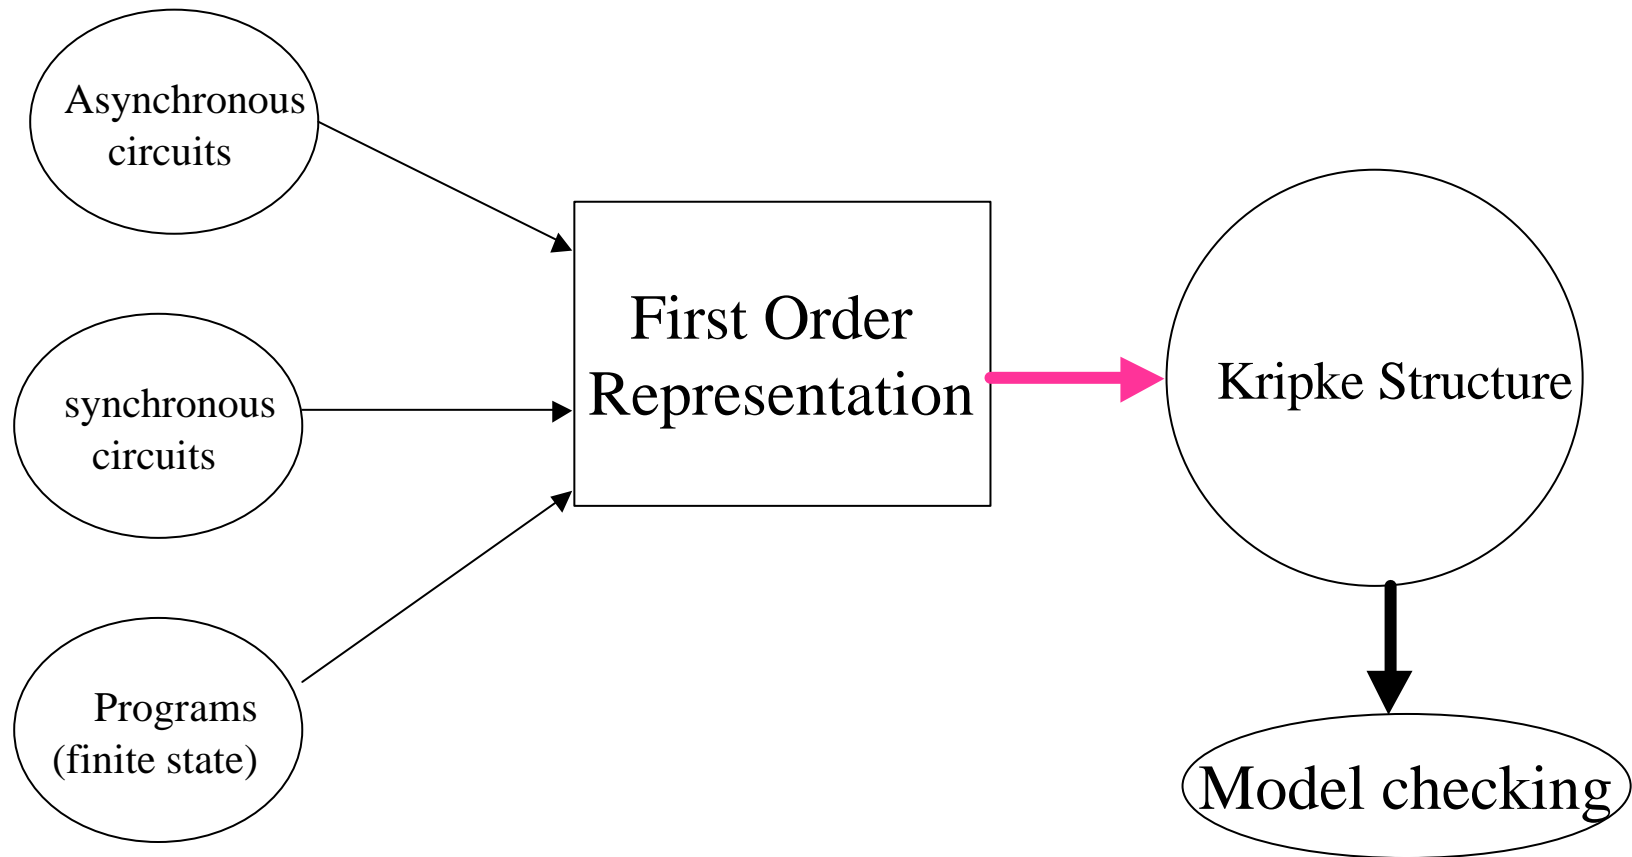 Asynchronous
circuits
synchronous
circuits
Programs
(finite state)
First Order
Representation
Kripke Structure
Model checking